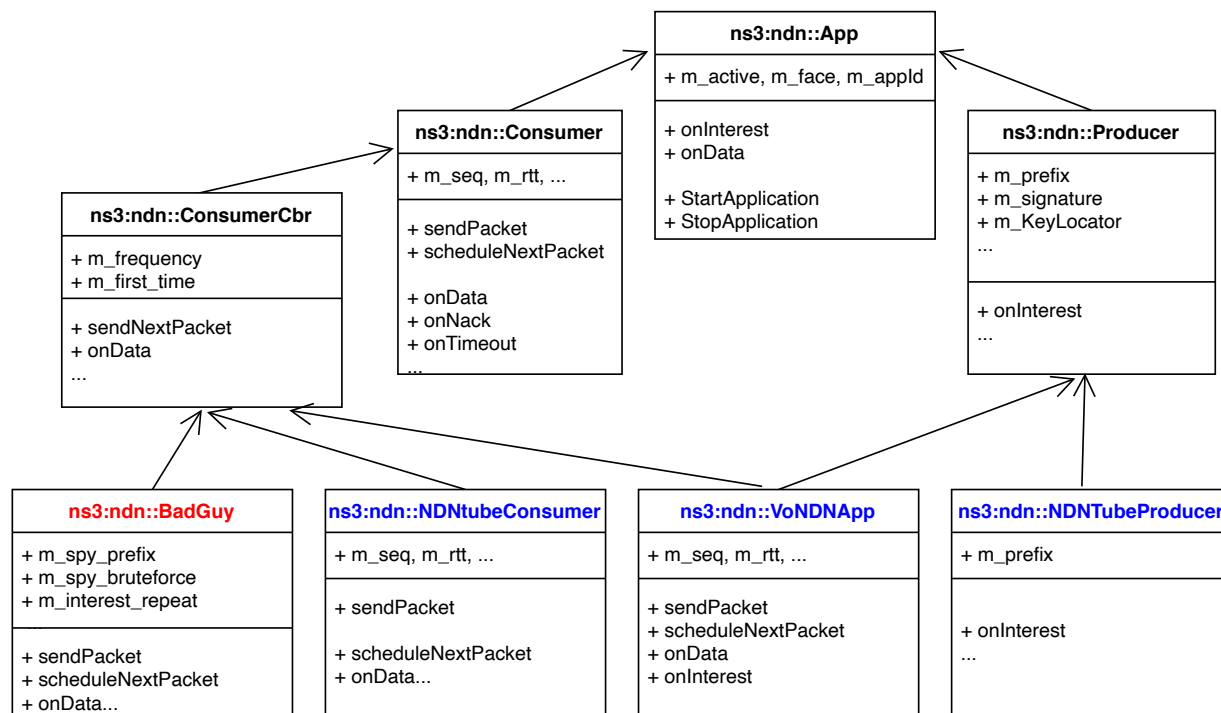 ns3:ndn::App
+ m_active, m_face, m_appId
+ onInterest
+ onData
+ StartApplication
+ StopApplication
ns3:ndn::Consumer
+ m_seq, m_rtt, ...
+ sendPacket
+ scheduleNextPacket
+ onData
+ onNack
+ onTimeout
...
ns3:ndn::Producer
+ m_prefix
+ m_signature
+ m_KeyLocator
...
+ onInterest
...
ns3:ndn::ConsumerCbr
+ m_frequency
+ m_first_time
+ sendNextPacket
+ onData
...
ns3:ndn::BadGuy
+ m_spy_prefix
+ m_spy_bruteforce
+ m_interest_repeat
...
+ sendPacket
+ scheduleNextPacket
+ onData...
ns3:ndn::NDNtubeConsumer
+ m_seq, m_rtt, ...
+ sendPacket
+ scheduleNextPacket
+ onData...
ns3:ndn::VoNDNApp
+ m_seq, m_rtt, ...
+ sendPacket
+ scheduleNextPacket
+ onData
+ onInterest
ns3:ndn::NDNTubeProducer
+ m_prefix
+ onInterest
...